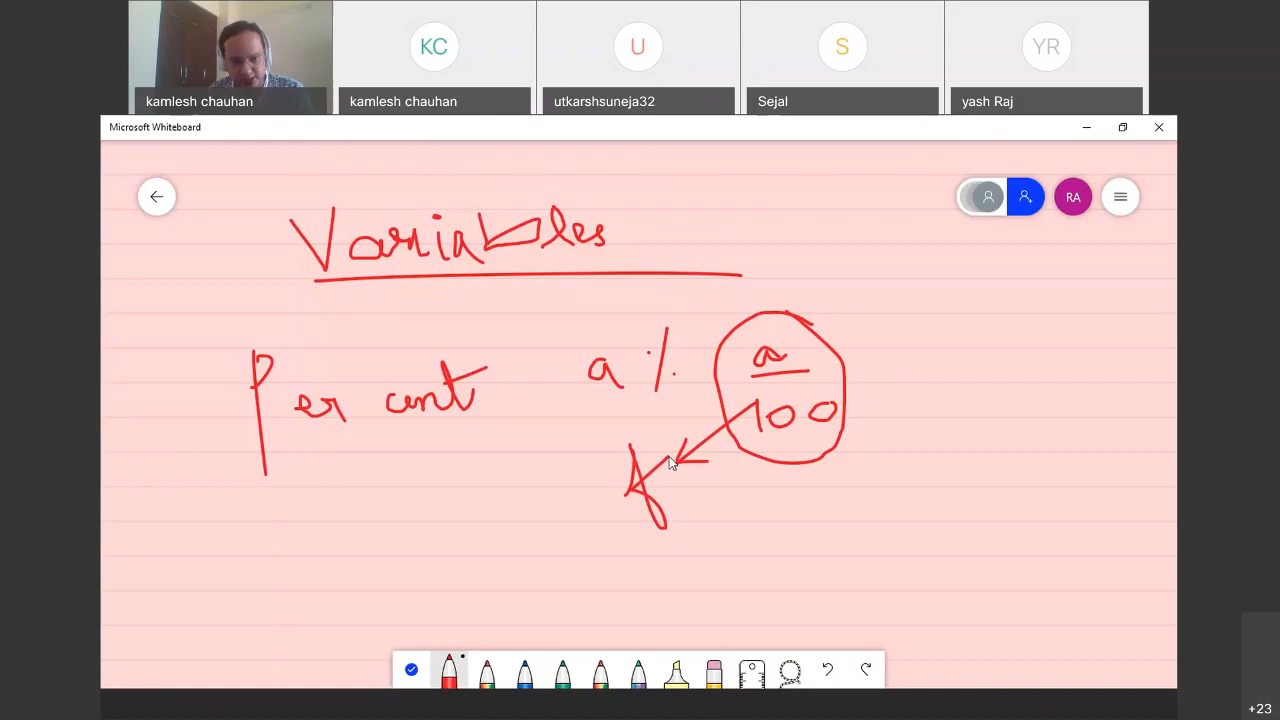 KC
U
S
YR
kamlesh chauhan
kamlesh chauhan
utkarshsuneja32
Sejal
yash Raj
Microsoft Whiteboard
RA
Variables
Per cent a % a
100
+23